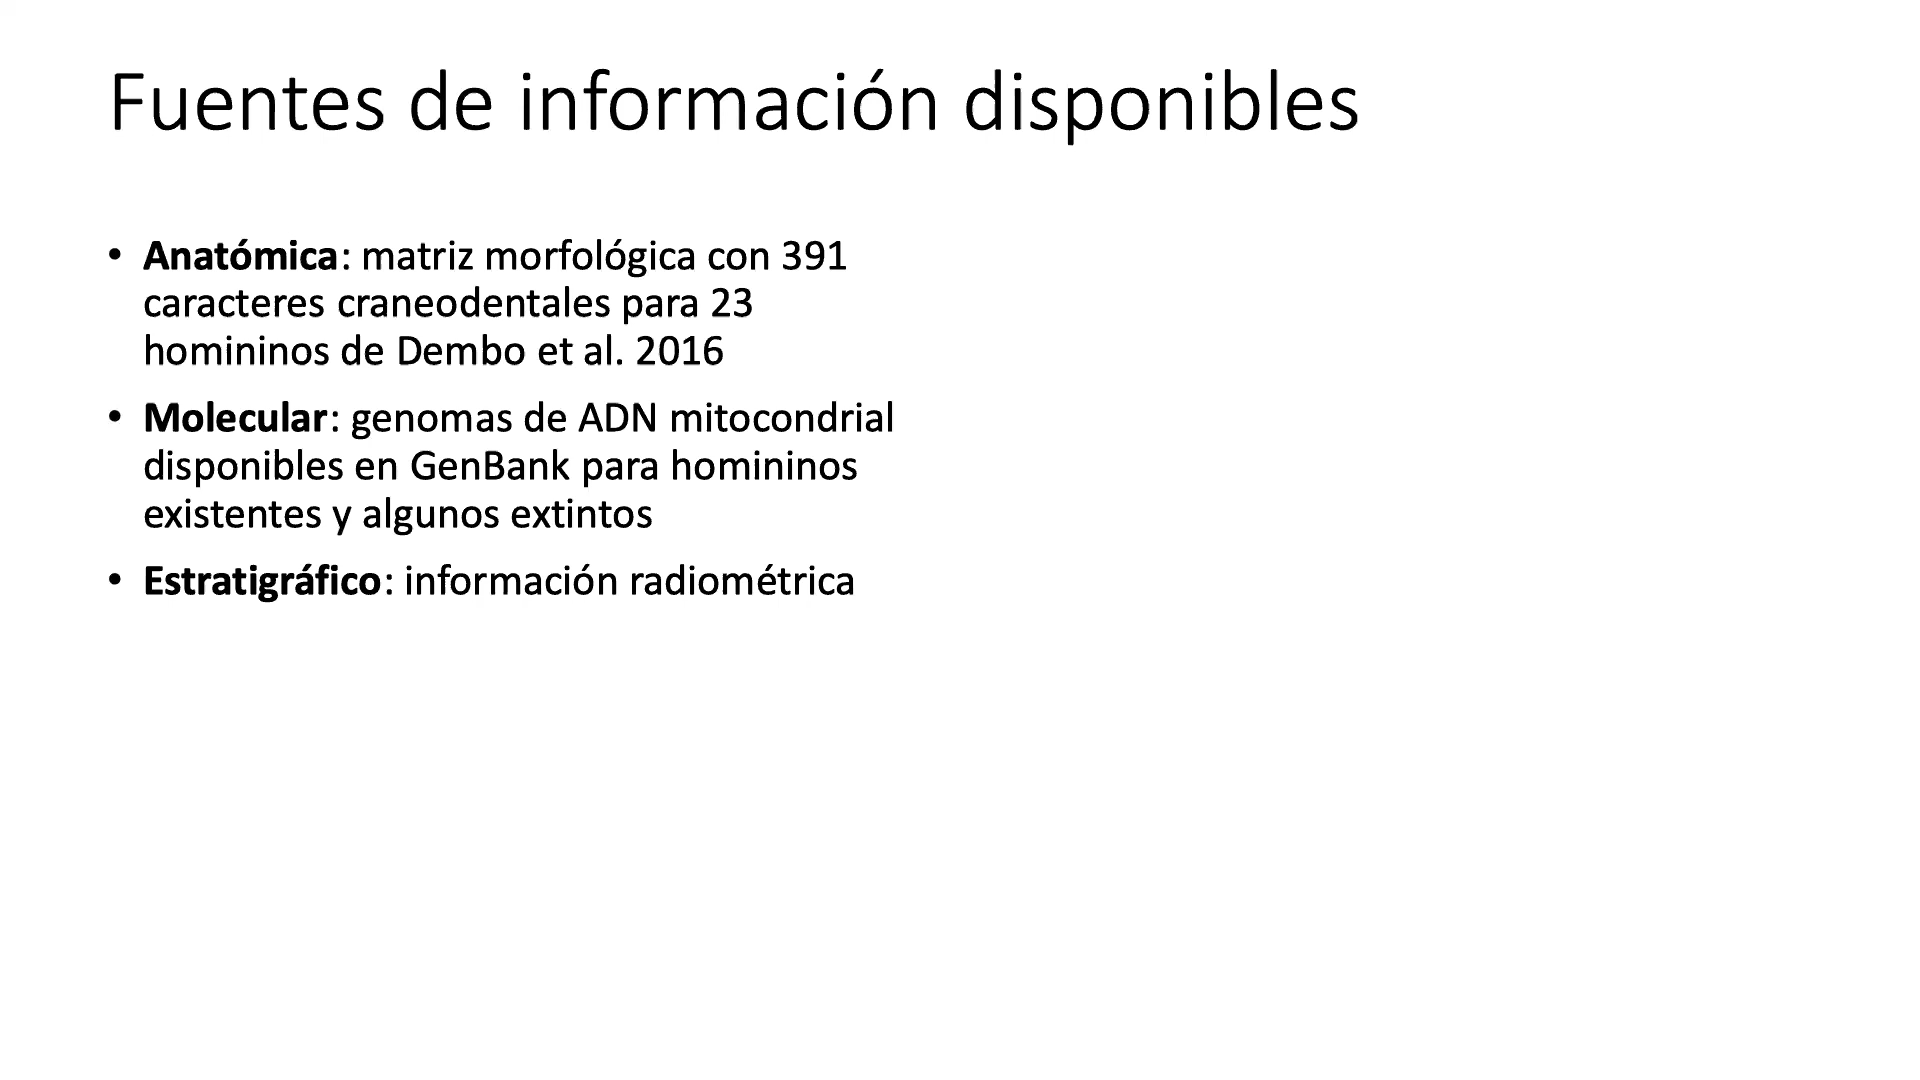 Fuentes de información disponibles
• Anatómica: matriz morfológica con 391
caracteres craneodentales para 23
homininos de Dembo et al. 2016
• Molecular: genomas de ADN mitocondrial
disponibles en GenBank para homininos
existentes y algunos extintos
• Estratigráfico: información radiométrica